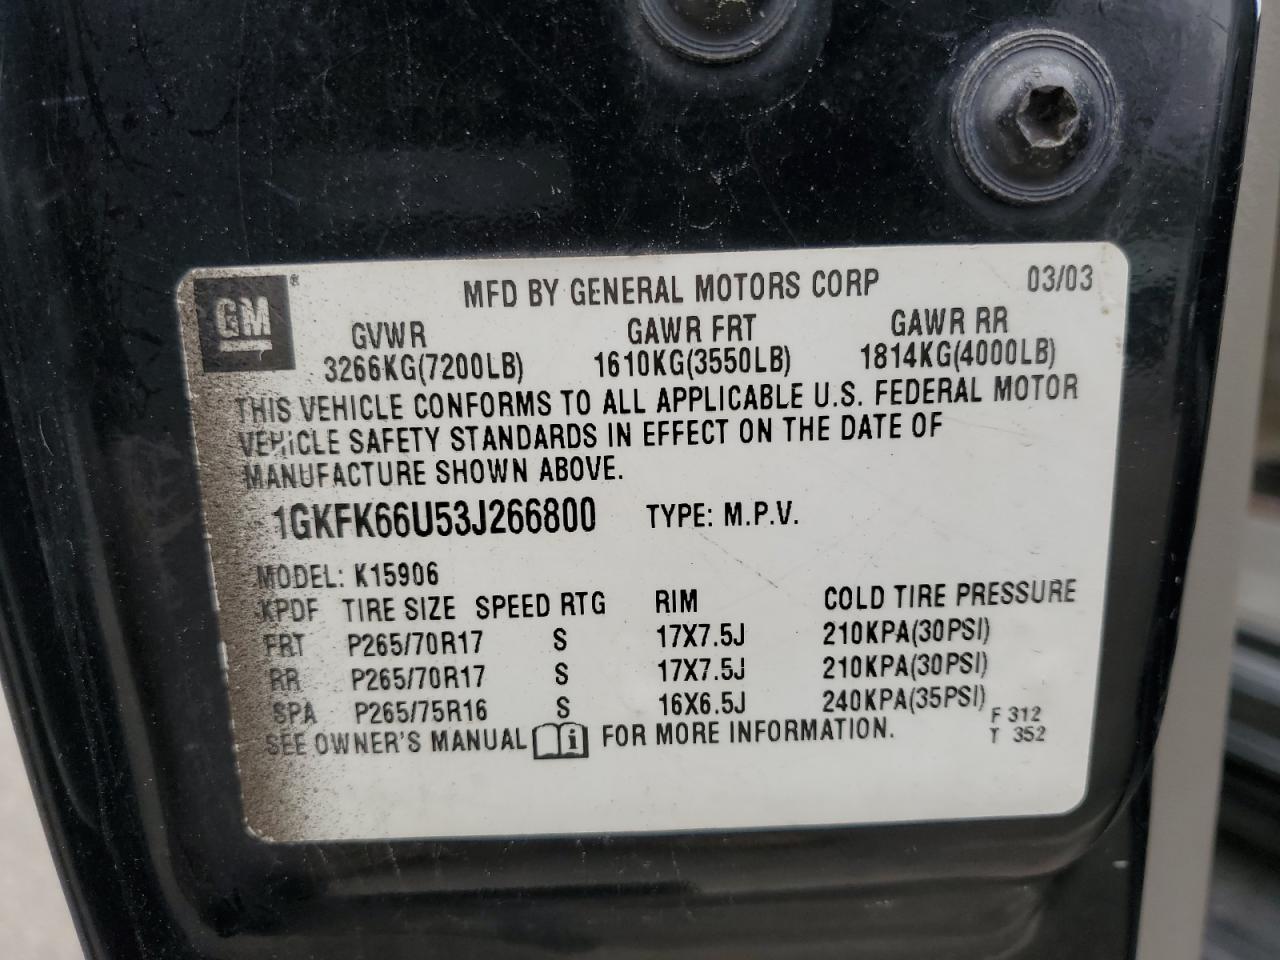 GM ®
MFD BY GENERAL MOTORS CORP 03/03
GVWR GAWR FRT GAWR RR
3266KG(7200LB) 1610KG(3550LB) 1814KG(4000LB)
THIS VEHICLE CONFORMS TO ALL APPLICABLE U.S. FEDERAL MOTOR
VEHICLE SAFETY STANDARDS IN EFFECT ON THE DATE OF
MANUFACTURE SHOWN ABOVE.
1GKFK66U53J266800 TYPE: M.P.V.
MODEL: K15906
KPDF TIRE SIZE SPEED RTG RIM COLD TIRE PRESSURE
FRT P265/70R17 S 17X7.5J 210KPA(30PSI)
RR P265/70R17 S 17X7.5J 210KPA(30PSI)
SPA P265/75R16 S 16X6.5J 240KPA(35PSI)
SEE OWNER'S MANUAL i FOR MORE INFORMATION.
F 312
T 352